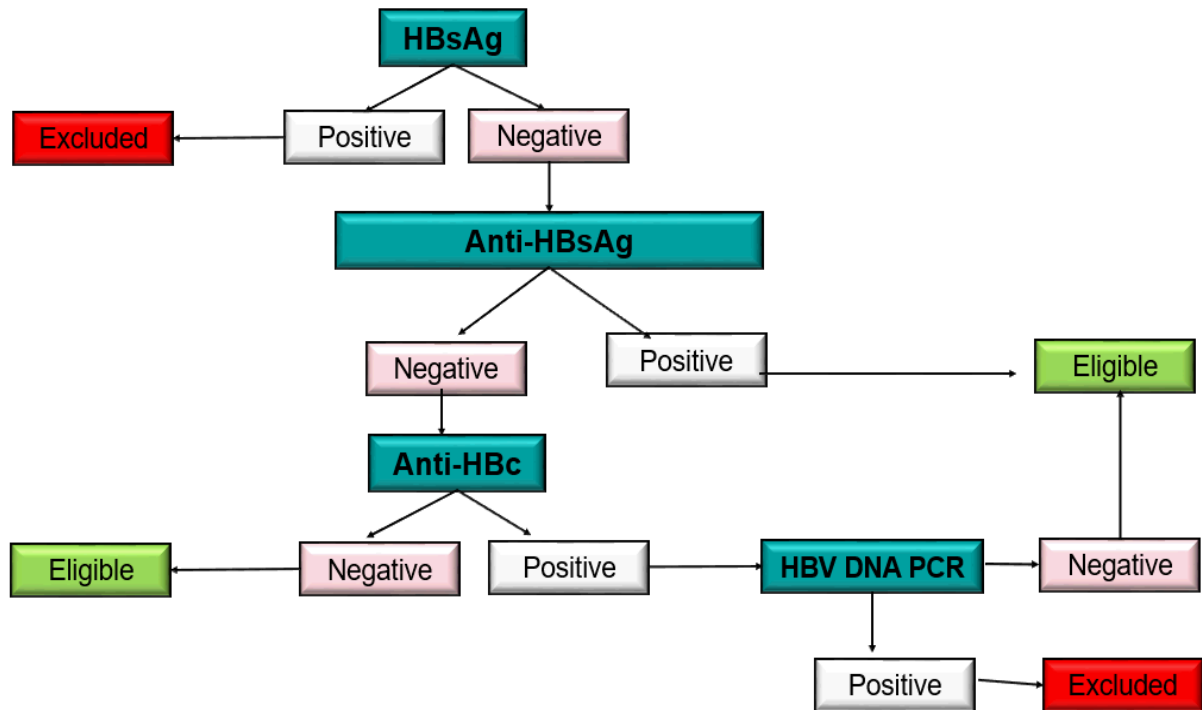 HBsAg
Excluded
Positive
Negative
Anti-HBsAg
Negative
Positive
Eligible
Anti-HBc
Eligible
Negative
Positive
HBV DNA PCR
Negative
Positive
Excluded